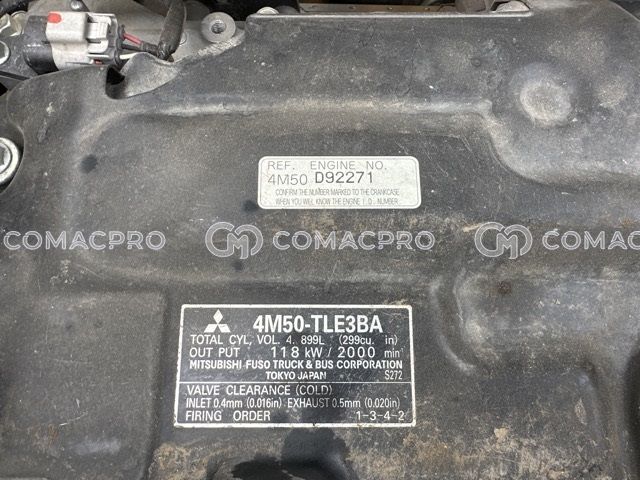 REF. ENGINE NO.
4M50 D92271
CONFIRM THE NUMBER MARKED TO THE CRANKCASE
WHEN YOU WILL KNOW THE ENGINE I.D. NUMBER
COMACPRO COMACPRO COMACPRO
4M50-TLE3BA
TOTAL CYL, VOL. 4. 899L (299cu. in)
OUT PUT 118 kW / 2000 min
MITSUBISHI FUSO TRUCK & BUS CORPORATION
TOKYO JAPAN S272
VALVE CLEARANCE (COLD)
INLET 0.4mm (0.016in) EXHAUST 0.5mm (0.020in)
FIRING ORDER 1-3-4-2